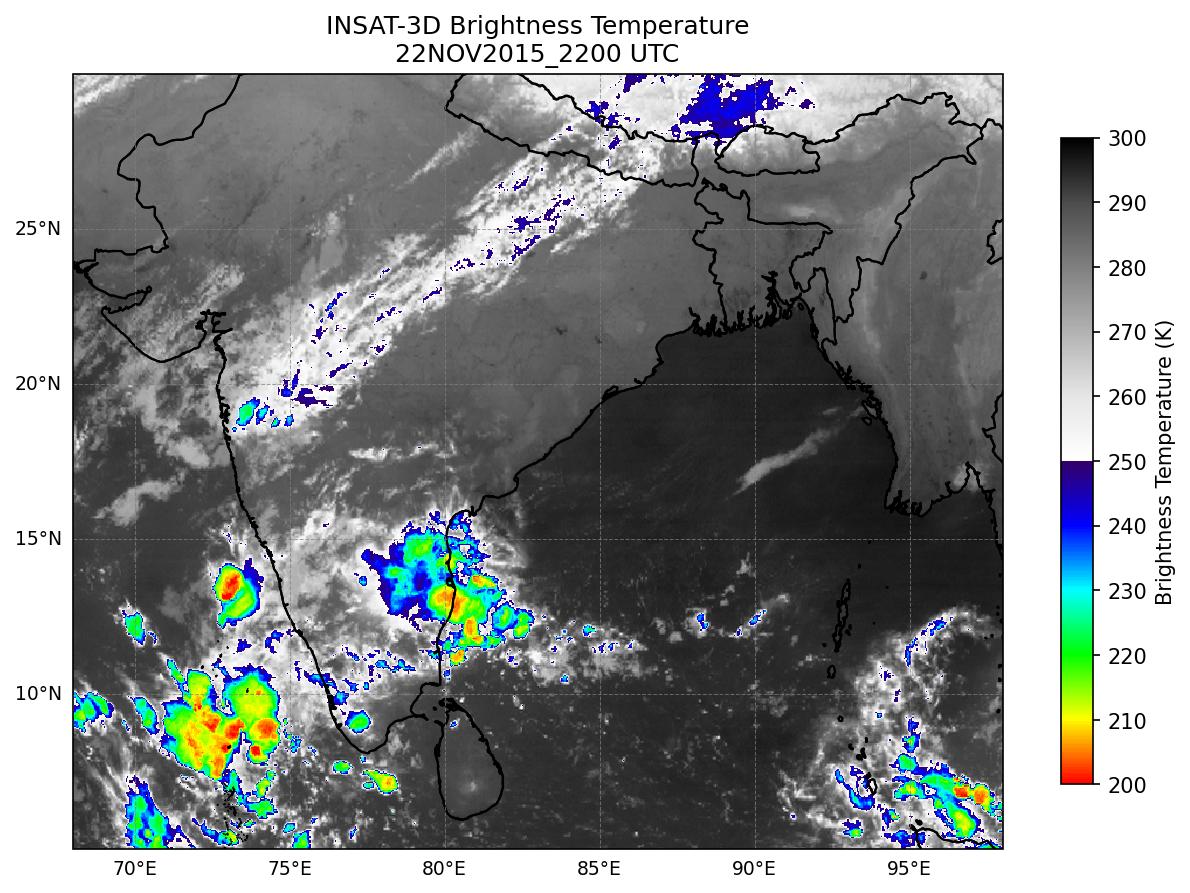 INSAT-3D Brightness Temperature
22NOV2015_2200 UTC
25°N
20°N
15°N
10°N
70°E
75°E
80°E
85°E
90°E
95°E
300
290
280
270
260
250
240
230
220
210
200
Brightness Temperature (K)